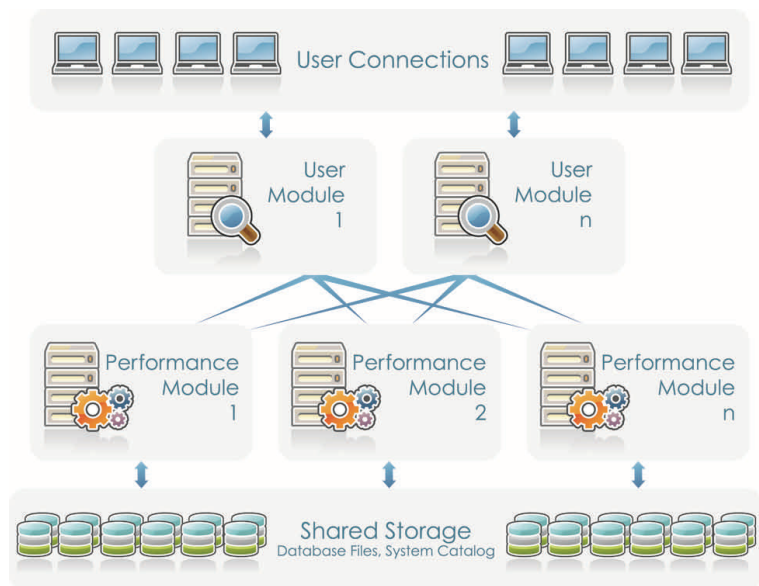 User Connections
User
Module
1
User
Module
n
Performance
Module
1
Performance
Module
2
Performance
Module
n
Shared Storage
Database Files, System Catalog